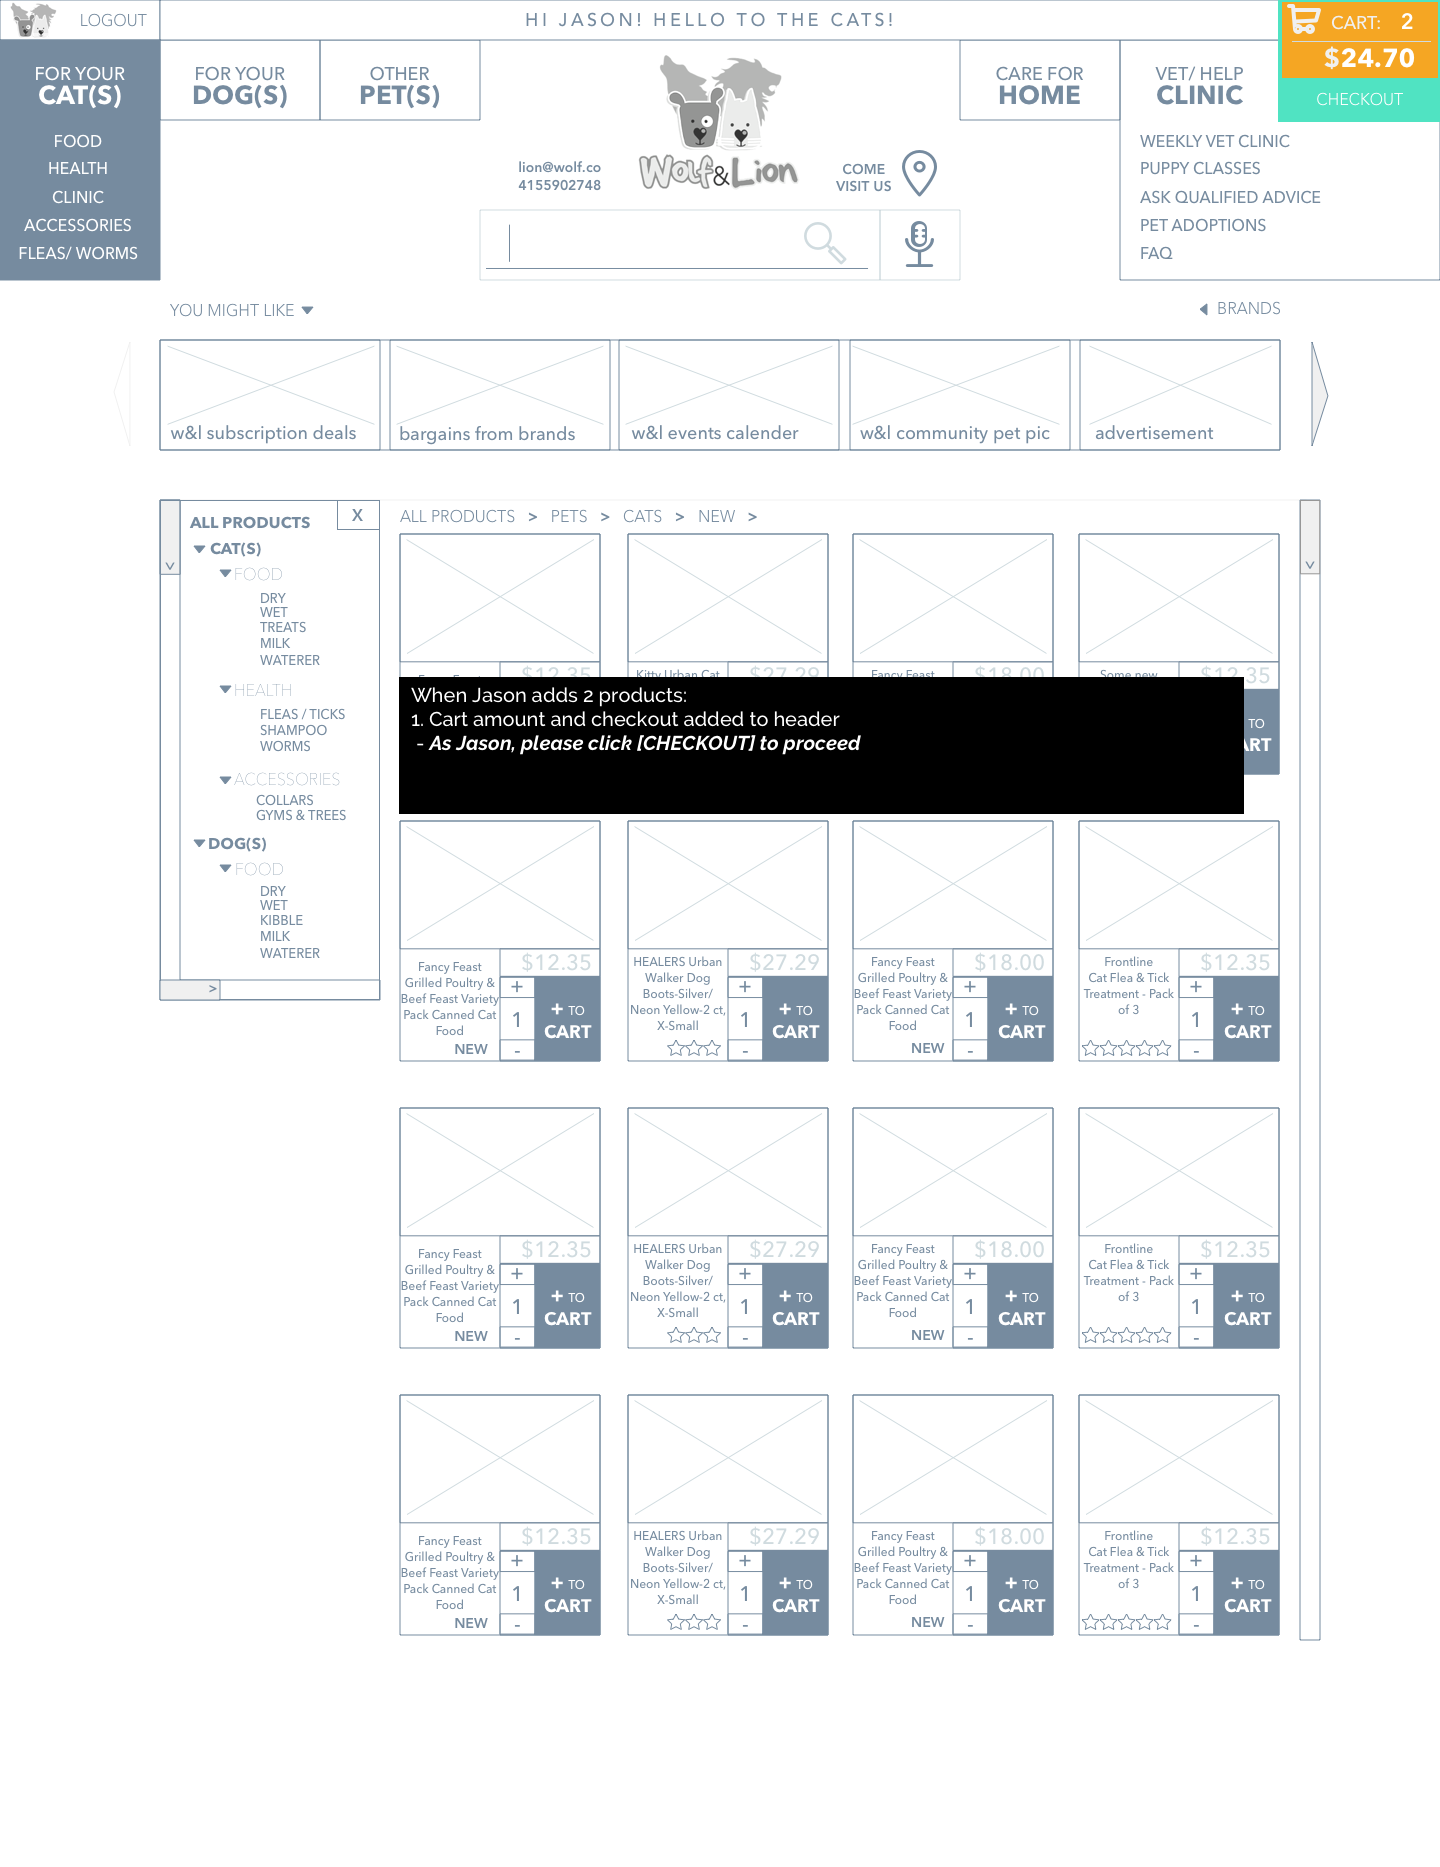 LOGOUT
HI JASON! HELLO TO THE CATS!
CART: 2
$24.70
CHECKOUT
FOR YOUR
CAT(S)
FOOD
HEALTH
CLINIC
ACCESSORIES
FLEAS/ WORMS
FOR YOUR
DOG(S)
OTHER
PET(S)
lion@wolf.co
4155902748
Wolf&Lion
COME
VISIT US
CARE FOR
HOME
VET/ HELP
CLINIC
WEEKLY VET CLINIC
PUPPY CLASSES
ASK QUALIFIED ADVICE
PET ADOPTIONS
FAQ
YOU MIGHT LIKE
BRANDS
w&l subscription deals
bargains from brands
w&l events calender
w&l community pet pic
advertisement
ALL PRODUCTS
X
CAT(S)
FOOD
DRY
WET
TREATS
MILK
WATERER
HEALTH
FLEAS / TICKS
SHAMPOO
WORMS
ACCESSORIES
COLLARS
GYMS & TREES
DOG(S)
FOOD
DRY
WET
KIBBLE
MILK
WATERER
>
ALL PRODUCTS > PETS > CATS > NEW >
$12.35
Kitty Urban Cat
$27.29
Fancy Feast
$18.00
Some new
$12.35
TO
When Jason adds 2 products:
1. Cart amount and checkout added to header
- As Jason, please click [CHECKOUT] to proceed
Fancy Feast
Grilled Poultry &
Beef Feast Variety
Pack Canned Cat
Food
NEW
$12.35
+
1
-
+ TO
CART
HEALERS Urban
Walker Dog
Boots-Silver/
Neon Yellow-2 ct,
X-Small
$27.29
+
1
-
+ TO
CART
Fancy Feast
Grilled Poultry &
Beef Feast Variety
Pack Canned Cat
Food
NEW
$18.00
+
1
-
+ TO
CART
Frontline
Cat Flea & Tick
Treatment - Pack
of 3
$12.35
+
1
-
+ TO
CART
Fancy Feast
Grilled Poultry &
Beef Feast Variety
Pack Canned Cat
Food
NEW
$12.35
+
1
-
+ TO
CART
HEALERS Urban
Walker Dog
Boots-Silver/
Neon Yellow-2 ct,
X-Small
$27.29
+
1
-
+ TO
CART
Fancy Feast
Grilled Poultry &
Beef Feast Variety
Pack Canned Cat
Food
NEW
$18.00
+
1
-
+ TO
CART
Frontline
Cat Flea & Tick
Treatment - Pack
of 3
$12.35
+
1
-
+ TO
CART
Fancy Feast
Grilled Poultry &
Beef Feast Variety
Pack Canned Cat
Food
NEW
$12.35
+
1
-
+ TO
CART
HEALERS Urban
Walker Dog
Boots-Silver/
Neon Yellow-2 ct,
X-Small
$27.29
+
1
-
+ TO
CART
Fancy Feast
Grilled Poultry &
Beef Feast Variety
Pack Canned Cat
Food
NEW
$18.00
+
1
-
+ TO
CART
Frontline
Cat Flea & Tick
Treatment - Pack
of 3
$12.35
+
1
-
+ TO
CART